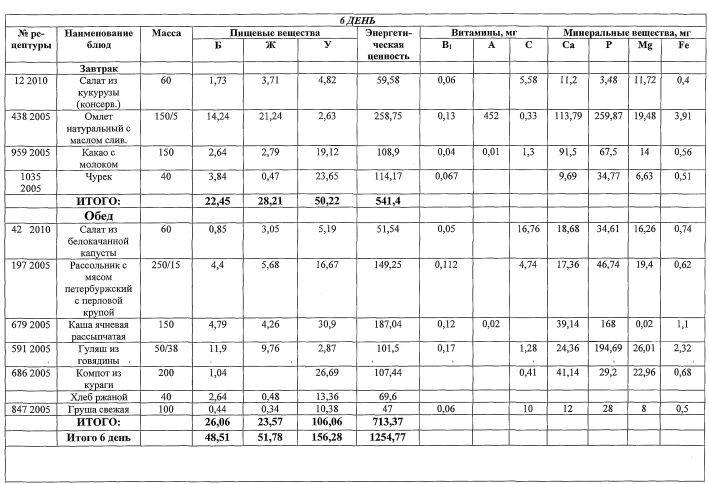 6 ДЕНЬ
№ ре- Наименование Масса Пищевые вещества Энергети- Витамины, мг Минеральные вещества, мг
цептуры блюд Б Ж У ческая В1 А С Ca P Mg Fe
ценность
Завтрак
12 2010 Салат из 60 1,73 3,71 4,82 59,58 0,06 5,58 11,2 3,48 11,72 0,4
кукурузы
(консерв.)
438 2005 Омлет 150/5 14,24 21,24 2,63 258,75 0,13 452 0,33 113,79 259,87 19,48 3,91
натуральный с
маслом слив.
959 2005 Какао с 150 2,64 2,79 19,12 108,9 0,04 0,01 1,3 91,5 67,5 14 0,56
молоком
1035 Чурек 40 3,84 0,47 23,65 114,17 0,067 9,69 34,77 6,63 0,51
2005
ИТОГО: 22,45 28,21 50,22 541,4
Обед
42 2010 Салат из 60 0,85 3,05 5,19 51,54 0,05 16,76 18,68 34,61 16,26 0,74
белокачанной
капусты
197 2005 Рассольник с 250/15 4,4 5,68 16,67 149,25 0,112 4,74 17,36 46,74 19,4 0,62
мясом
петербуржский
с перловой
крупой
679 2005 Каша ячневая 150 4,79 4,26 30,9 187,04 0,12 0,02 39,14 168 0,02 1,1
рассыпчатая
591 2005 Гуляш из 50/38 11,9 9,76 2,87 101,5 0,17 1,28 24,36 194,69 26,01 2,32
говядины
686 2005 Компот из 200 1,04 26,69 107,44 0,41 41,14 29,2 22,96 0,68
кураги
Хлеб ржаной 40 2,64 0,48 13,36 69,6
847 2005 Груша свежая 100 0,44 0,34 10,38 47 0,06 10 12 28 8 0,5
ИТОГО: 26,06 23,57 106,06 713,37
Итого 6 день 48,51 51,78 156,28 1254,77